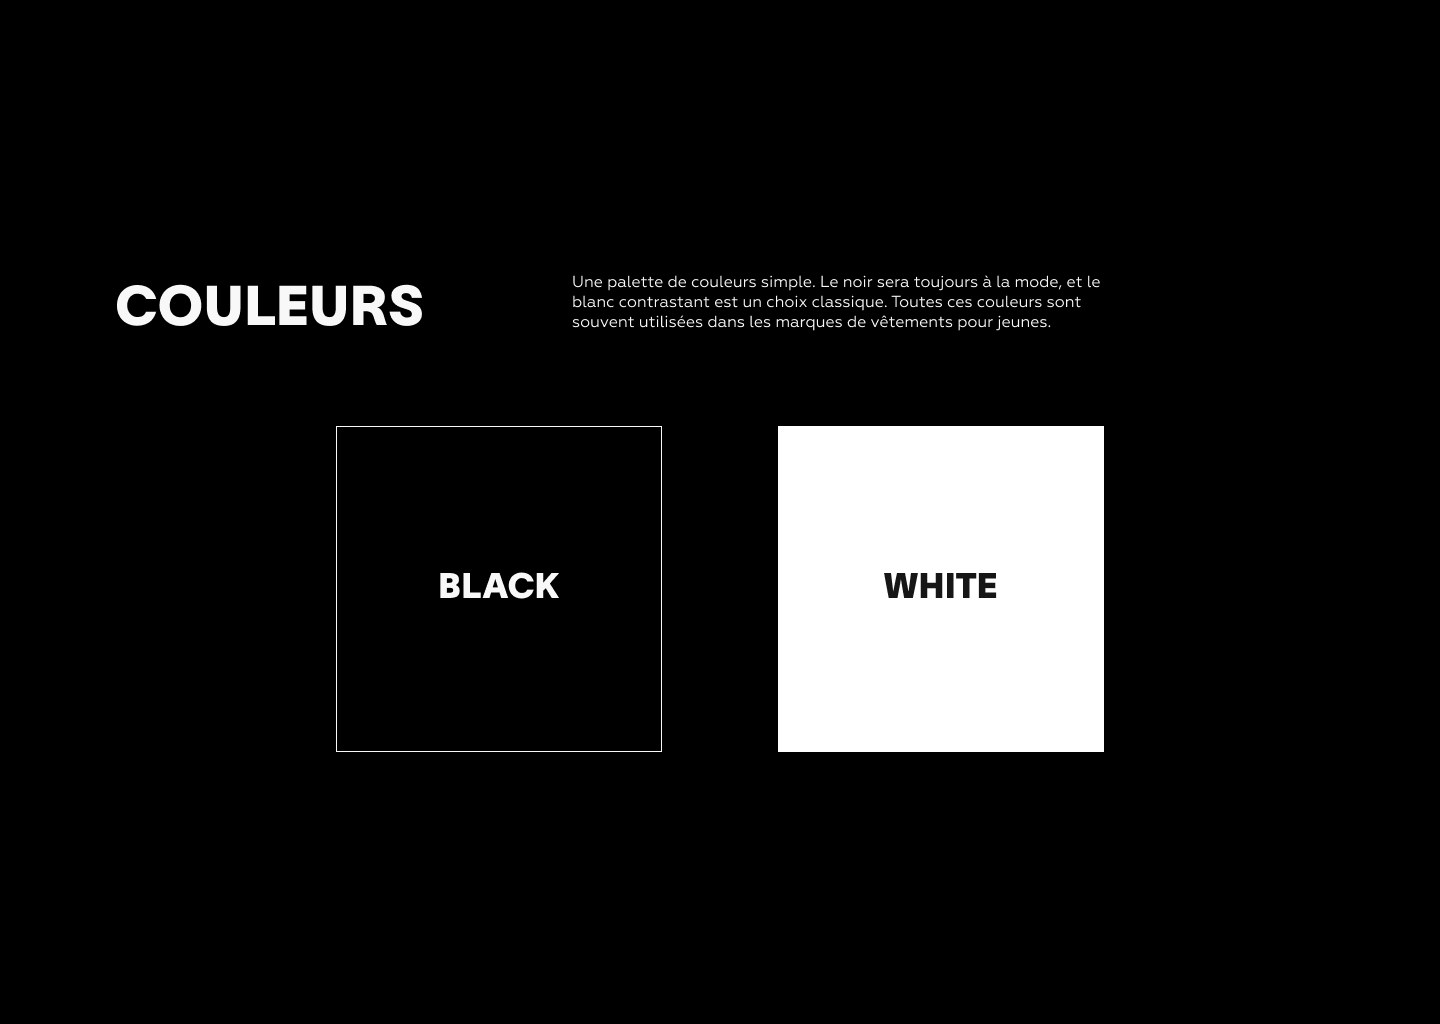 COULEURS
Une palette de couleurs simple. Le noir sera toujours à la mode, et le
blanc contrastant est un choix classique. Toutes ces couleurs sont
souvent utilisées dans les marques de vêtements pour jeunes.
BLACK
WHITE